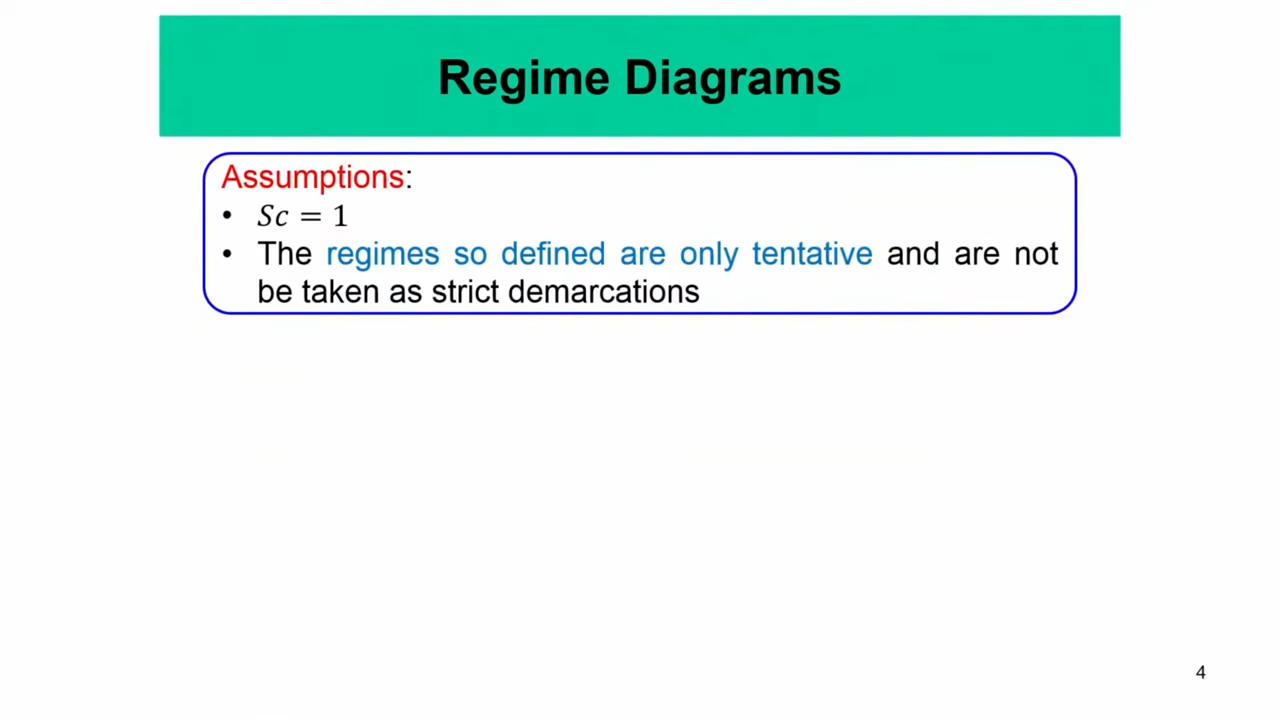 Regime Diagrams
Assumptions:
• 𝑆𝑐 = 1
• The regimes so defined are only tentative and are not
be taken as strict demarcations
4